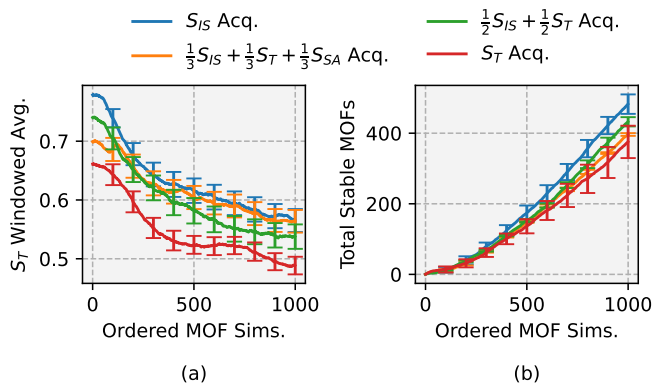 S_IS Acq.
1/3 S_IS + 1/3 S_T + 1/3 S_SA Acq.
1/2 S_IS + 1/2 S_T
S_T Acq.
S_T Windowed Avg.
0.7
0.6
0.5
0 500 1000
Ordered MOF Sims.
(a)
Total Stable MOFs
400
200
0
0 500 1000
Ordered MOF Sims.
(b)